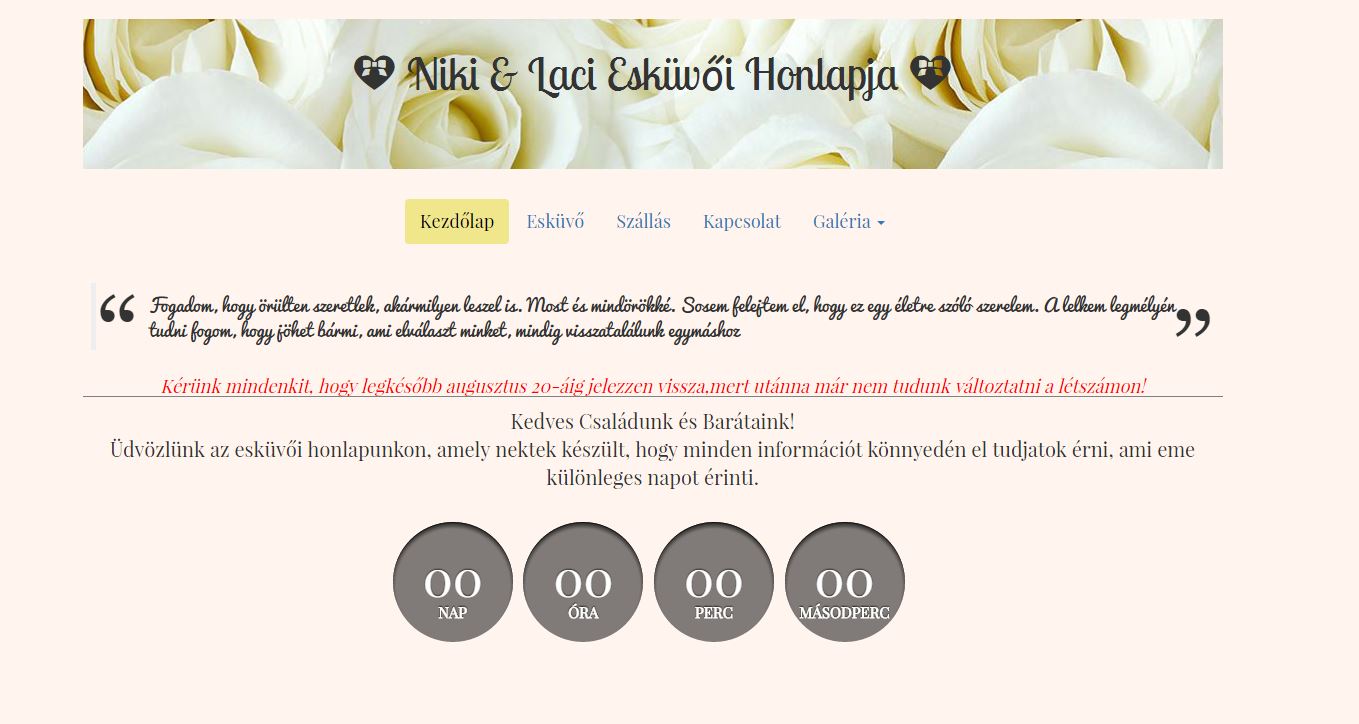 Niki & Laci Esküvői Honlapja
Kezdőlap Esküvő Szállás Kapcsolat Galéria
“ Fogadom, hogy örülten szeretlek, akármilyen leszel is. Most és mindörökké. Sosem felejtem el, hogy ez egy életre szóló szerelem. A lelkem legmélyén
tudni fogom, hogy jöhet bármi, ami elválaszt minket, mindig visszatalálunk egymáshoz ”
Kérünk mindenkit, hogy legkésőbb augusztus 20-áig jelezzen vissza,mert utánna már nem tudunk változtatni a létszámon!
Kedves Családunk és Barátaink!
Üdvözlünk az esküvői honlapunkon, amely nektek készült, hogy minden információt könnyedén el tudjatok érni, ami eme
különleges napot érinti.
00 00 00 00
NAP ÓRA PERC MÁSODPERC